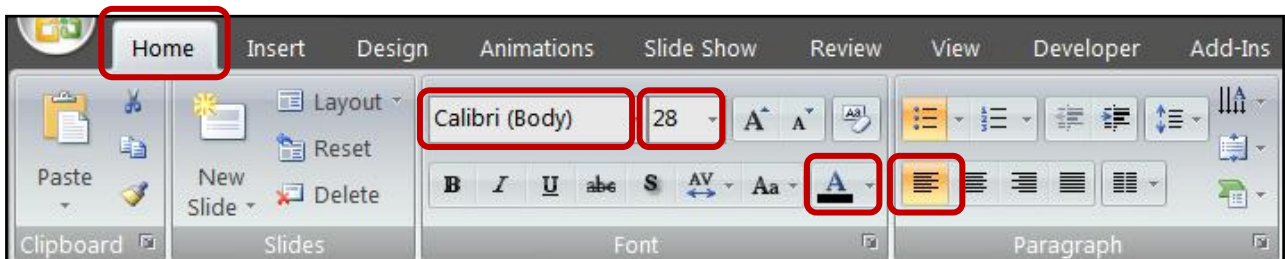 Home Insert Design Animations Slide Show Review View Developer Add-Ins
Layout
Calibri (Body) 28 A A Aa
Reset
Paste New
Slide Delete
B I U abc S AV Aa A
Clipboard Slides Font Paragraph